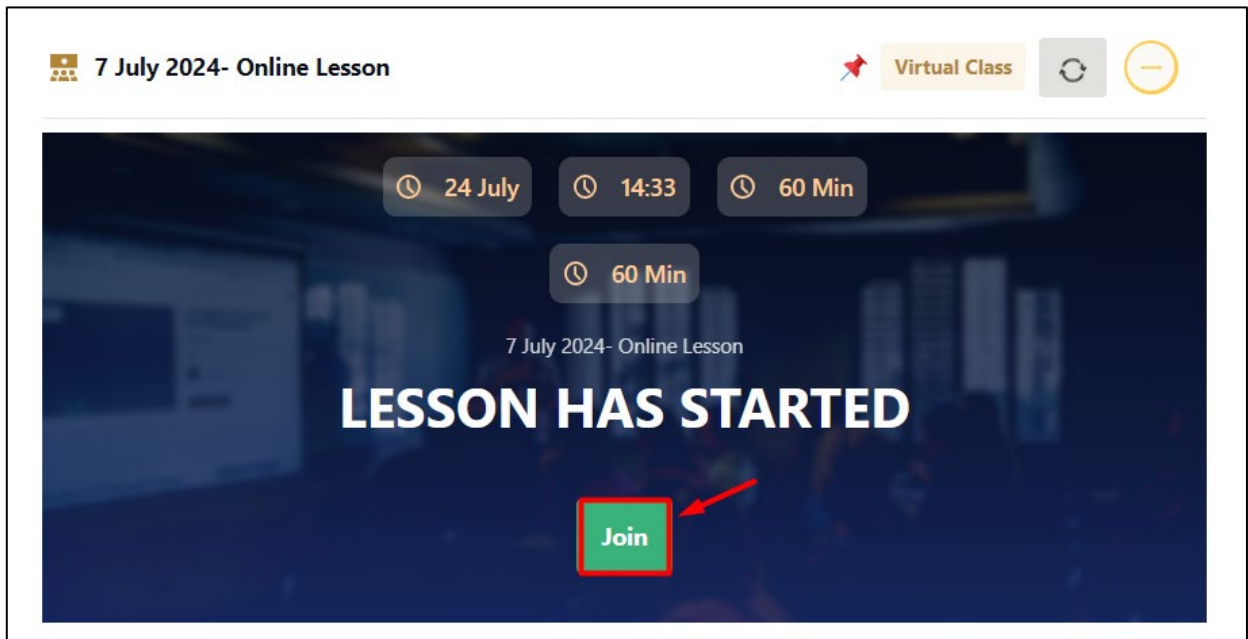 7 July 2024- Online Lesson
Virtual Class
24 July
14:33
60 Min
60 Min
7 July 2024- Online Lesson
LESSON HAS STARTED
Join